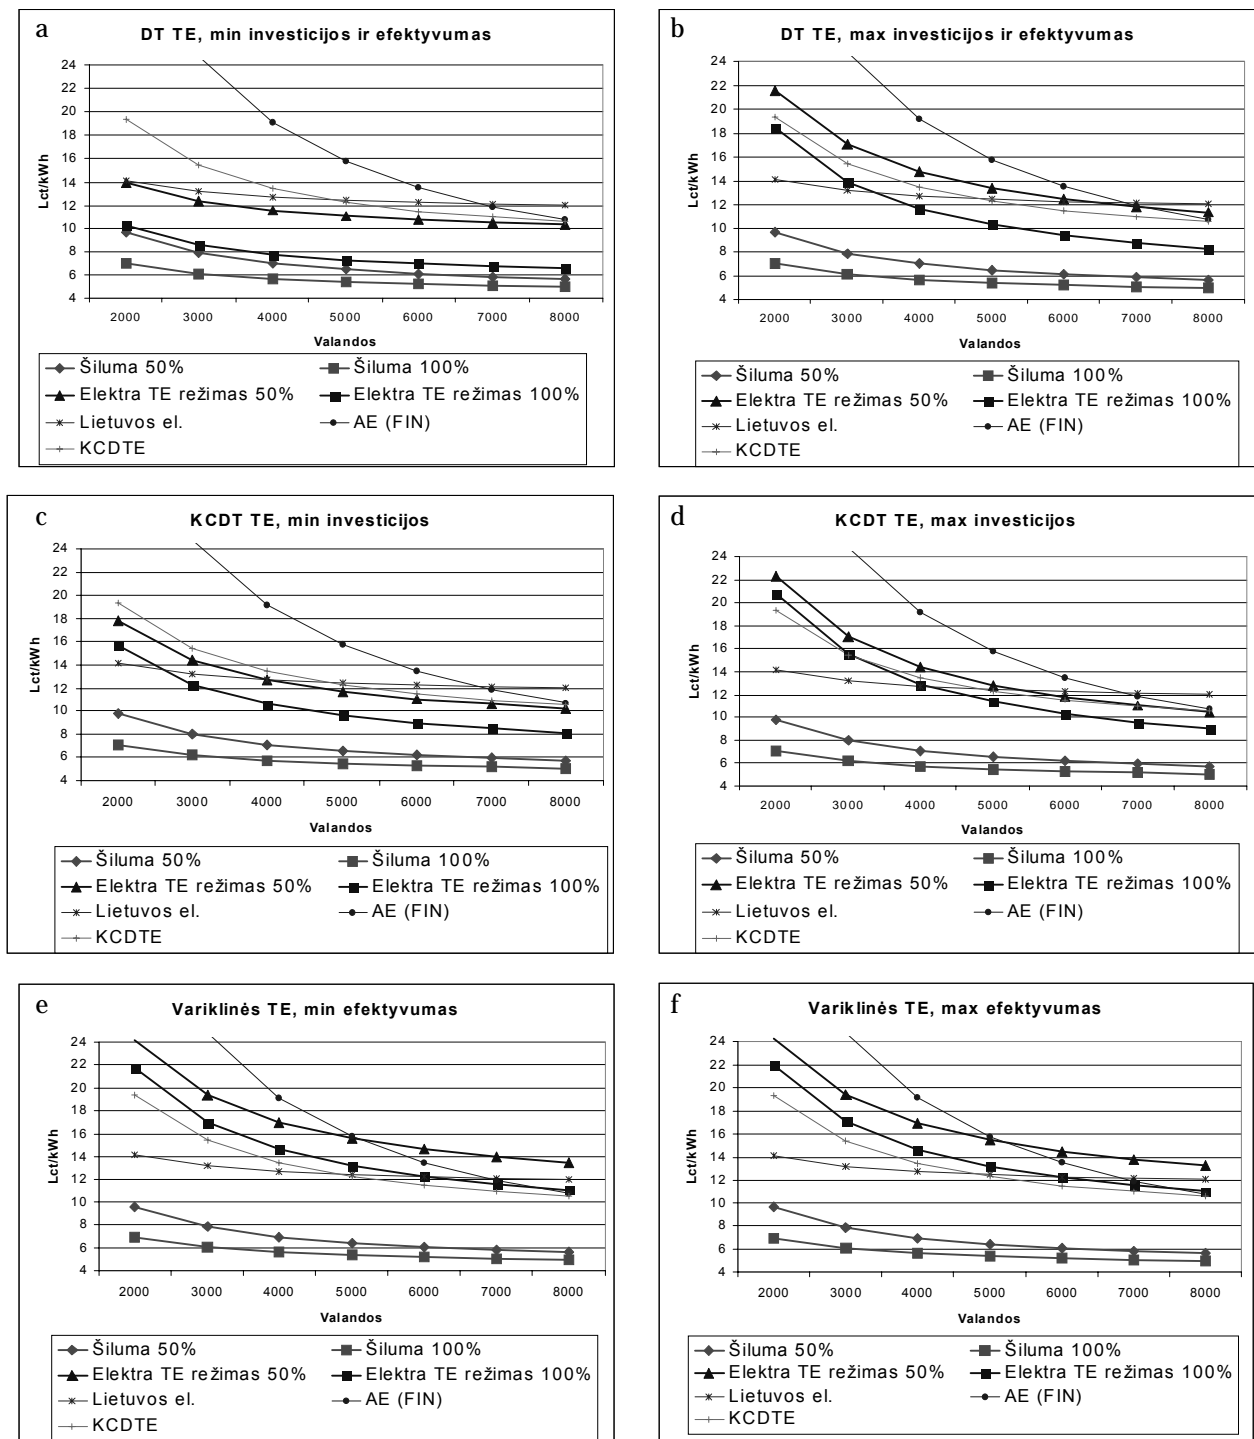 a
DT TE, min investicijos ir efektyvumas
24
22
20
18
16
14
12
10
8
6
4
Lct/kWh
2000 3000 4000 5000 6000 7000 8000
Valandos
Šiluma 50% Šiluma 100%
Elektra TE režimas 50% Elektra TE režimas 100%
Lietuvos el. AE (FIN)
KCDTE
b
DT TE, max investicijos ir efektyvumas
24
22
20
18
16
14
12
10
8
6
4
Lct/kWh
2000 3000 4000 5000 6000 7000 8000
Valandos
Šiluma 50% Šiluma 100%
Elektra TE režimas 50% Elektra TE režimas 100%
Lietuvos el. AE (FIN)
KCDTE
c
KCDT TE, min investicijos
24
22
20
18
16
14
12
10
8
6
4
Lct/kWh
2000 3000 4000 5000 6000 7000 8000
Valandos
Šiluma 50% Šiluma 100%
Elektra TE režimas 50% Elektra TE režimas 100%
Lietuvos el. AE (FIN)
KCDTE
d
KCDT TE, max investicijos
24
22
20
18
16
14
12
10
8
6
4
Lct/kWh
2000 3000 4000 5000 6000 7000 8000
Valandos
Šiluma 50% Šiluma 100%
Elektra TE režimas 50% Elektra TE režimas 100%
Lietuvos el. AE (FIN)
KCDTE
e
Variklinės TE, min efektyvumas
24
22
20
18
16
14
12
10
8
6
4
Lct/kWh
2000 3000 4000 5000 6000 7000 8000
Valandos
Šiluma 50% Šiluma 100%
Elektra TE režimas 50% Elektra TE režimas 100%
Lietuvos el. AE (FIN)
KCDTE
f
Variklinės TE, max efektyvumas
24
22
20
18
16
14
12
10
8
6
4
Lct/kWh
2000 3000 4000 5000 6000 7000 8000
Valandos
Šiluma 50% Šiluma 100%
Elektra TE režimas 50% Elektra TE režimas 100%
Lietuvos el. AE (FIN)
KCDTE